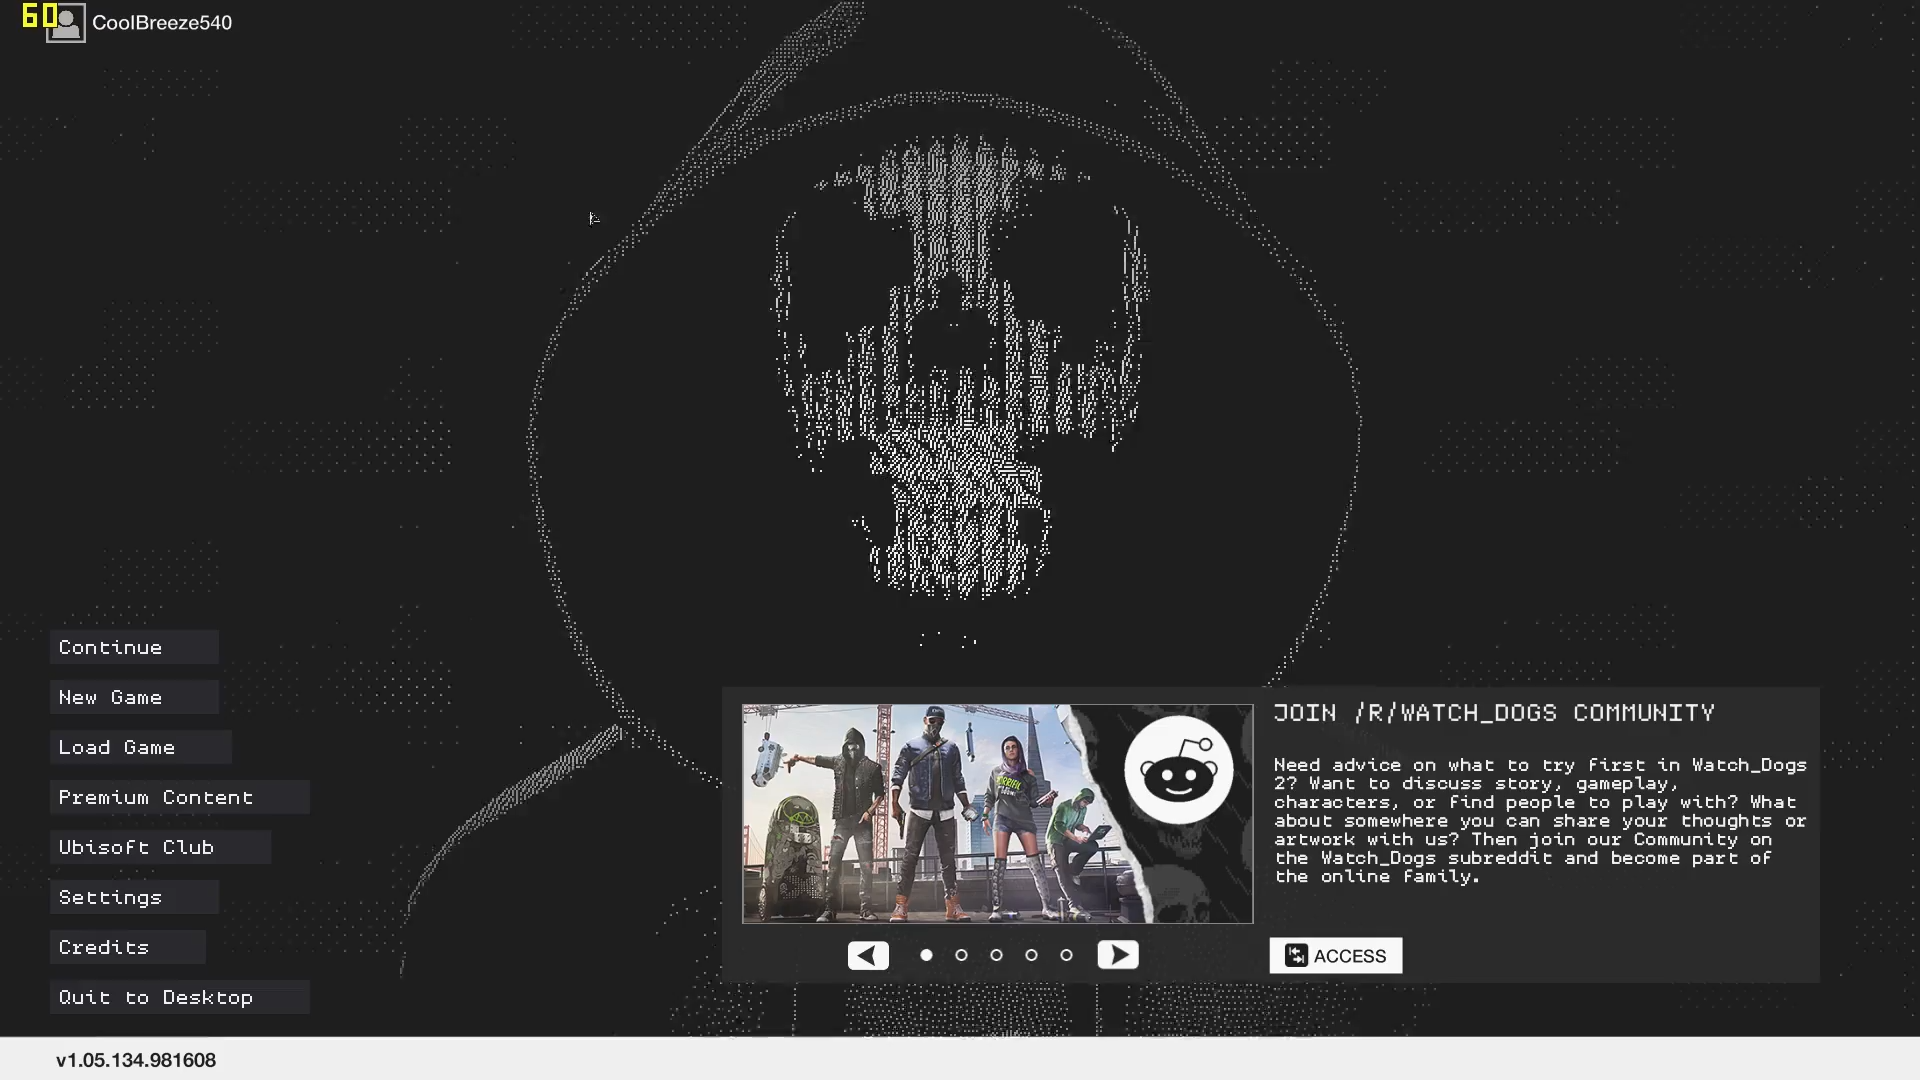 60
CoolBreeze540
Continue
New Game
Load Game
Premium Content
Ubisoft Club
Settings
Credits
Quit to Desktop
JOIN /R/WATCH_DOGS COMMUNITY
Need advice on what to try first in Watch_Dogs
2? Want to discuss story, gameplay,
characters, or find people to play with? What
about somewhere you can share your thoughts or
artwork with us? Then join our Community on
the Watch_Dogs subreddit and become part of
the online family.
ACCESS
v1.05.134.981608